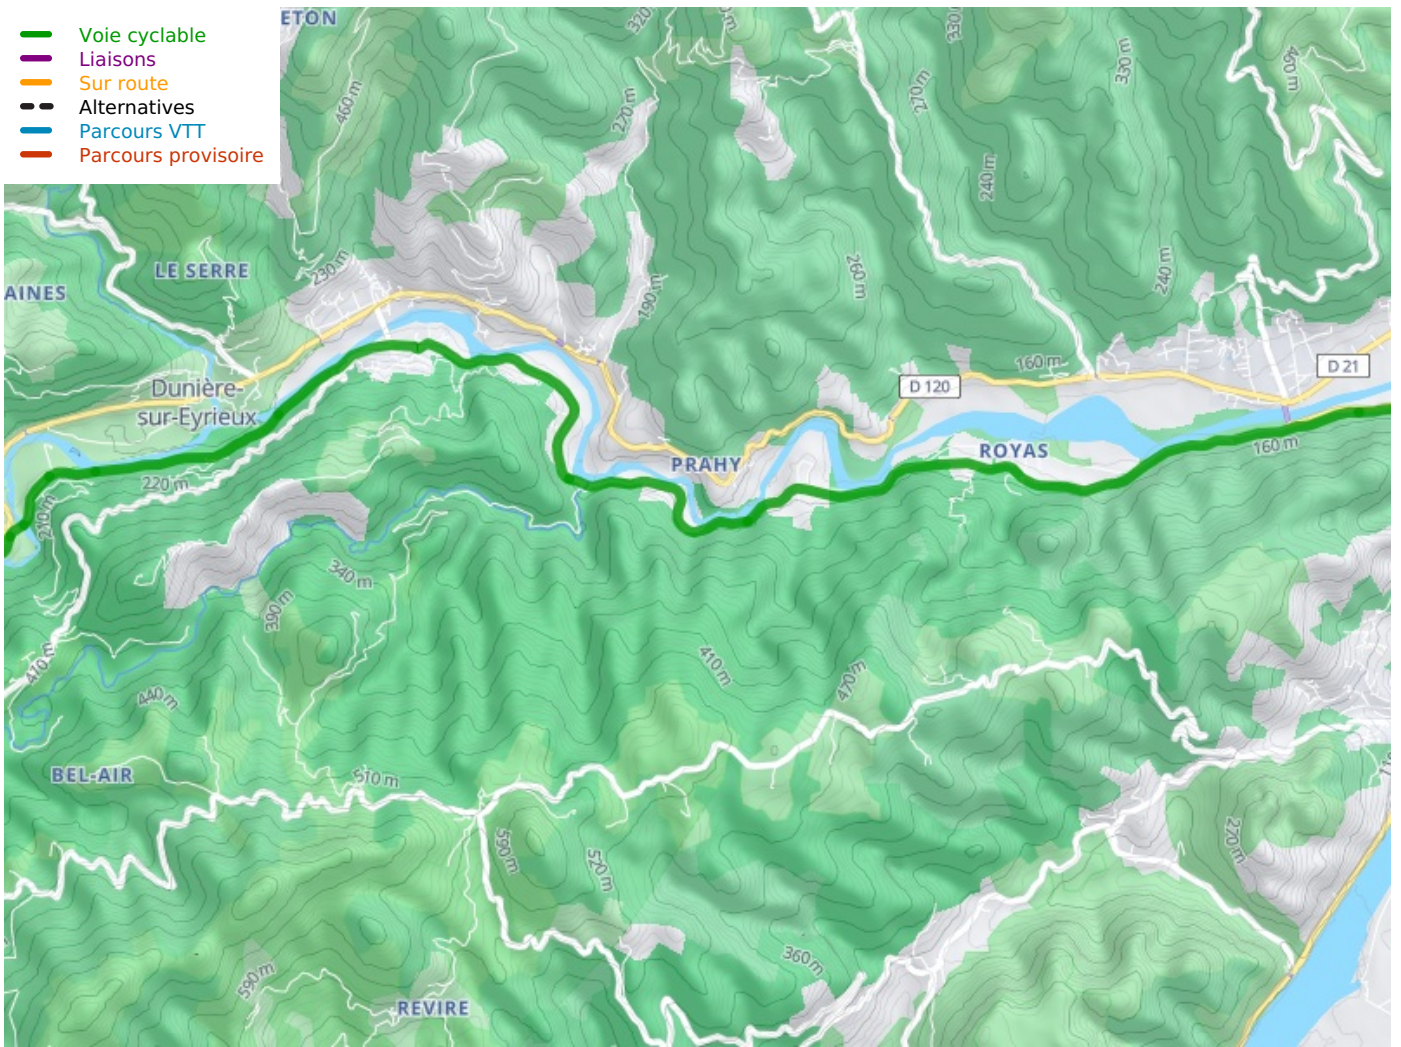 ETON
Voie cyclable
Liaisons
Sur route
Alternatives
Parcours VTT
Parcours provisoire
320
330
330 m
460 m
270 m
460 m
270 m
240 m
LE SERRE
230 m
260 m
240 m
AINES
190 m
160 m
D 21
Dunière-
sur-Eyrieux
D 120
160 m
ROYAS
PRAHY
220 m
210 m
340 m
390 m
410 m
470 m
470 m
440 m
BEL-AIR
510 m
590 m
520 m
270 m
360 m
590 m
REVIRE